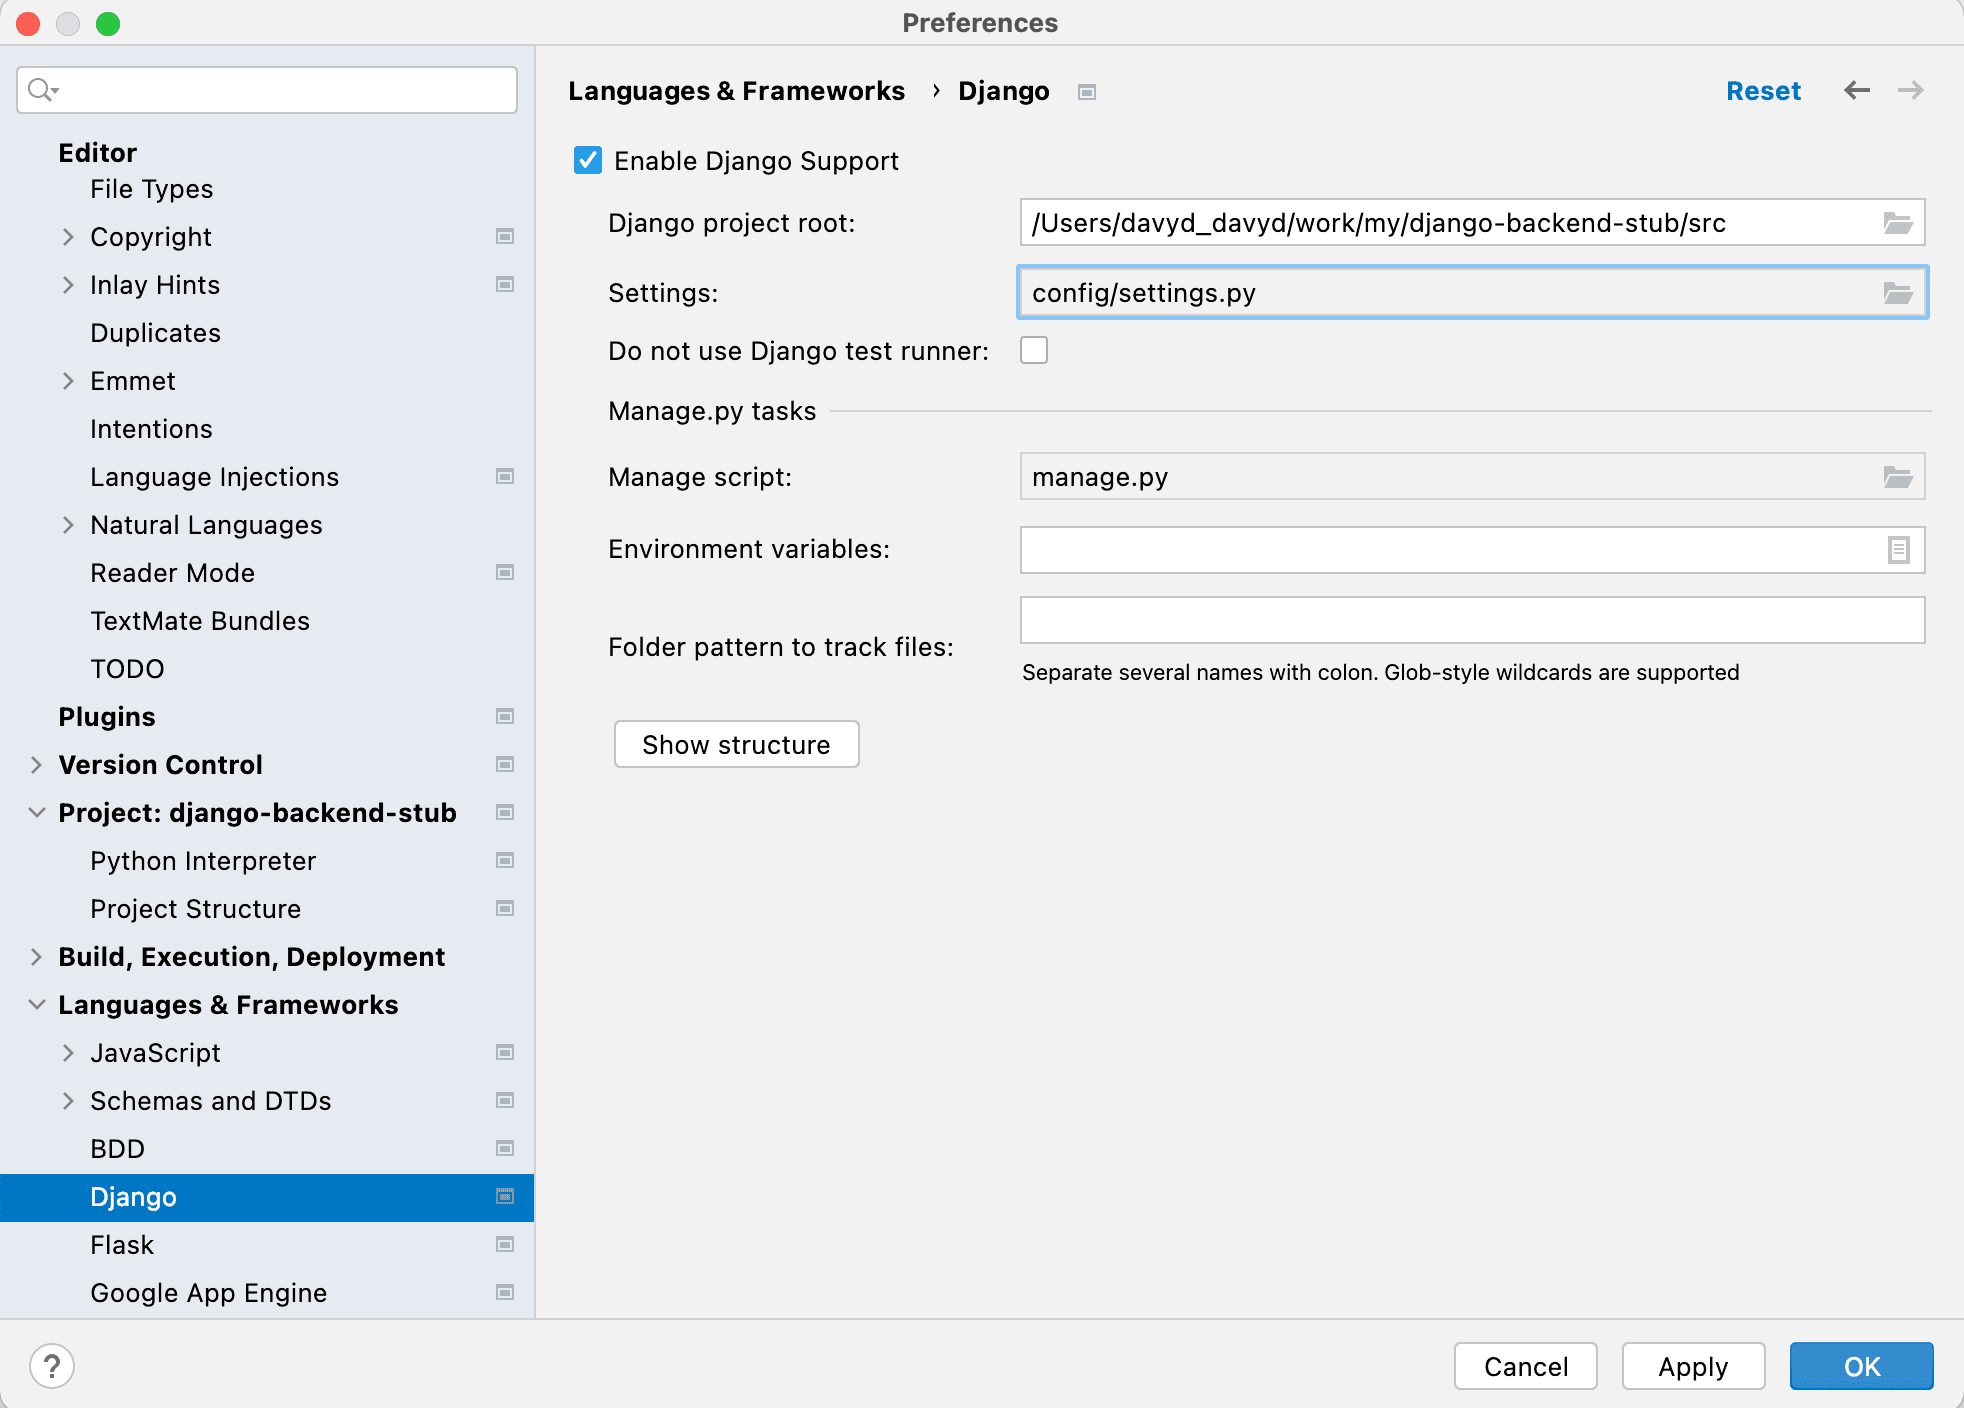 Preferences
Editor
File Types
Copyright
Inlay Hints
Duplicates
Emmet
Intentions
Language Injections
Natural Languages
Reader Mode
TextMate Bundles
TODO
Plugins
Version Control
Project: django-backend-stub
Python Interpreter
Project Structure
Build, Execution, Deployment
Languages & Frameworks
JavaScript
Schemas and DTDs
BDD
Django
Flask
Google App Engine
Languages & Frameworks › Django
Reset
Enable Django Support
Django project root: /Users/davyd_davyd/work/my/django-backend-stub/src
Settings: config/settings.py
Do not use Django test runner:
Manage.py tasks
Manage script: manage.py
Environment variables:
Folder pattern to track files:
Separate several names with colon. Glob-style wildcards are supported
Show structure
?
Cancel Apply OK